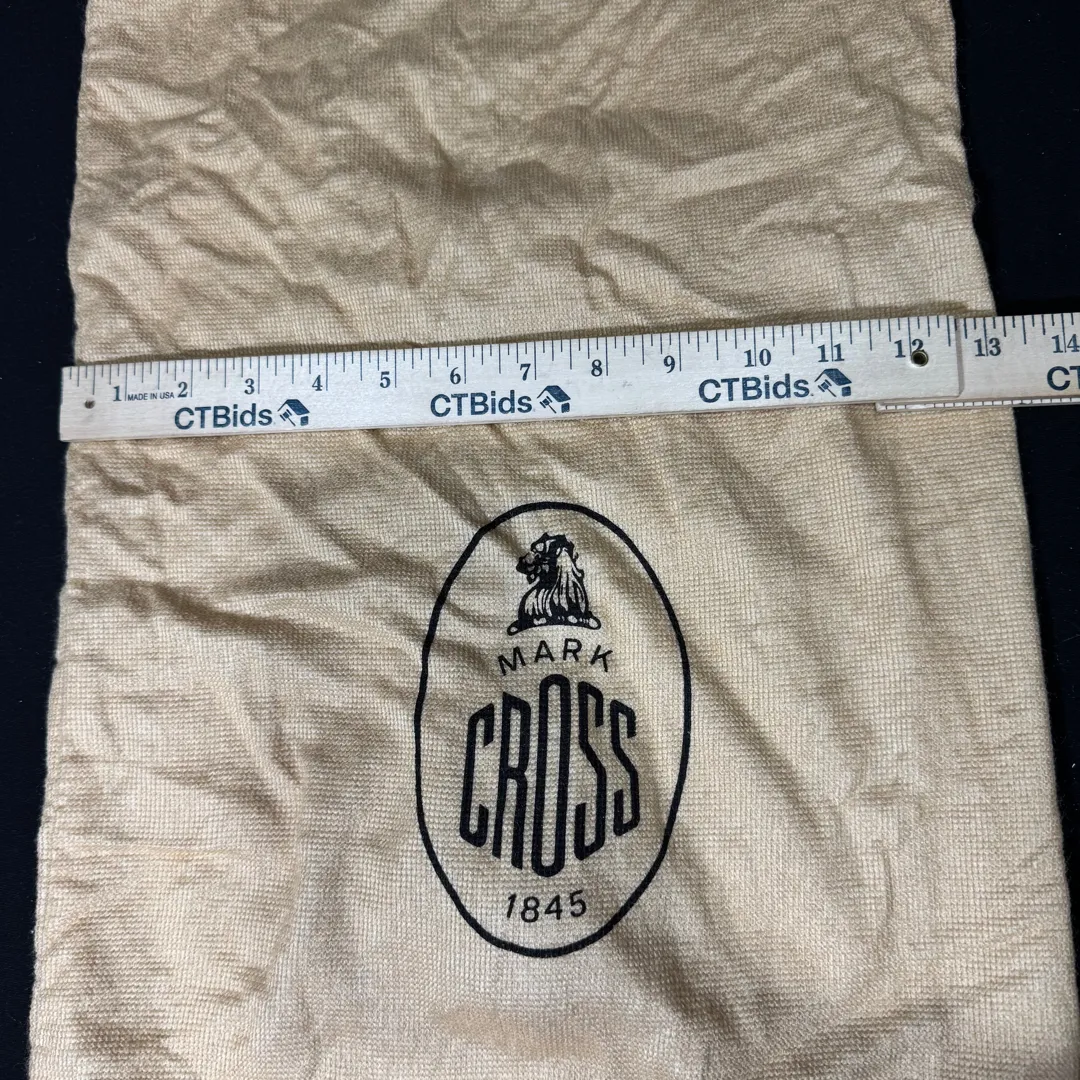 1 2 3 4 5 6 7 8 9 10 11 12 13 14
MADE IN USA
CTBids. CTBids. CTBids. CT
MARK
CROSS
1845